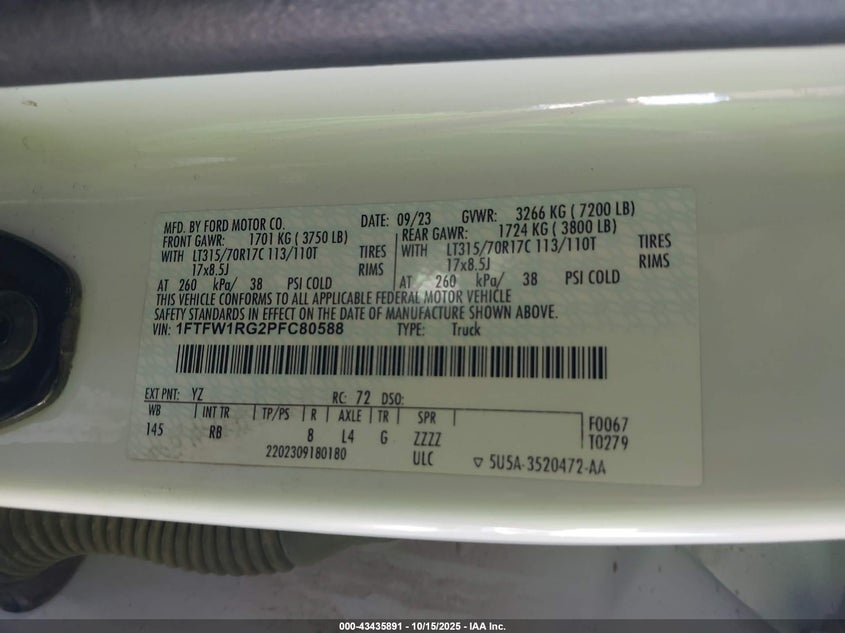 MFD. BY FORD MOTOR CO. DATE: 09/23 GVWR: 3266 KG ( 7200 LB)
FRONT GAWR: 1701 KG ( 3750 LB) REAR GAWR: 1724 KG ( 3800 LB)
WITH LT315/70R17C 113/110T TIRES WITH LT315/70R17C 113/110T TIRES
17x8.5J RIMS 17x8.5J RIMS
AT 260 kPa/ 38 PSI COLD AT 260 kPa/ 38 PSI COLD
THIS VEHICLE CONFORMS TO ALL APPLICABLE FEDERAL MOTOR VEHICLE
SAFETY STANDARDS IN EFFECT ON THE DATE OF MANUFACTURE SHOWN ABOVE.
VIN: 1FTFW1RG2PFC80588 TYPE: Truck
EXT PNT: YZ RC: 72 DSO:
WB INT TR TP/PS R AXLE TR SPR F0067
145 RB 8 L4 G ZZZZ T0279
2202309180180 ULC ▽ 5U5A-3520472-AA
000-43435891 - 10/15/2025 - IAA Inc.